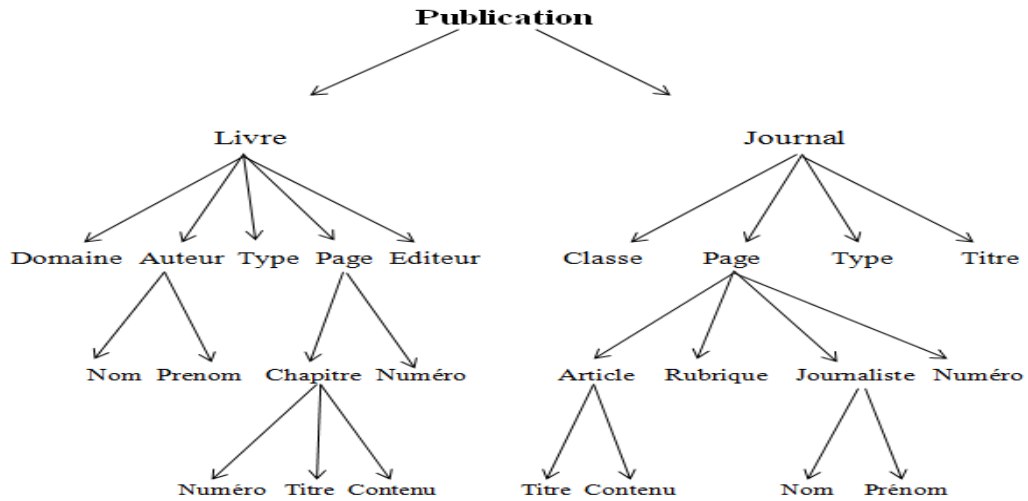 Publication
Livre Journal
Domaine Auteur Type Page Editeur Classe Page Type Titre
Nom Prenom Chapitre Numéro Article Rubrique Journaliste Numéro
Numéro Titre Contenu Titre Contenu Nom Prénom